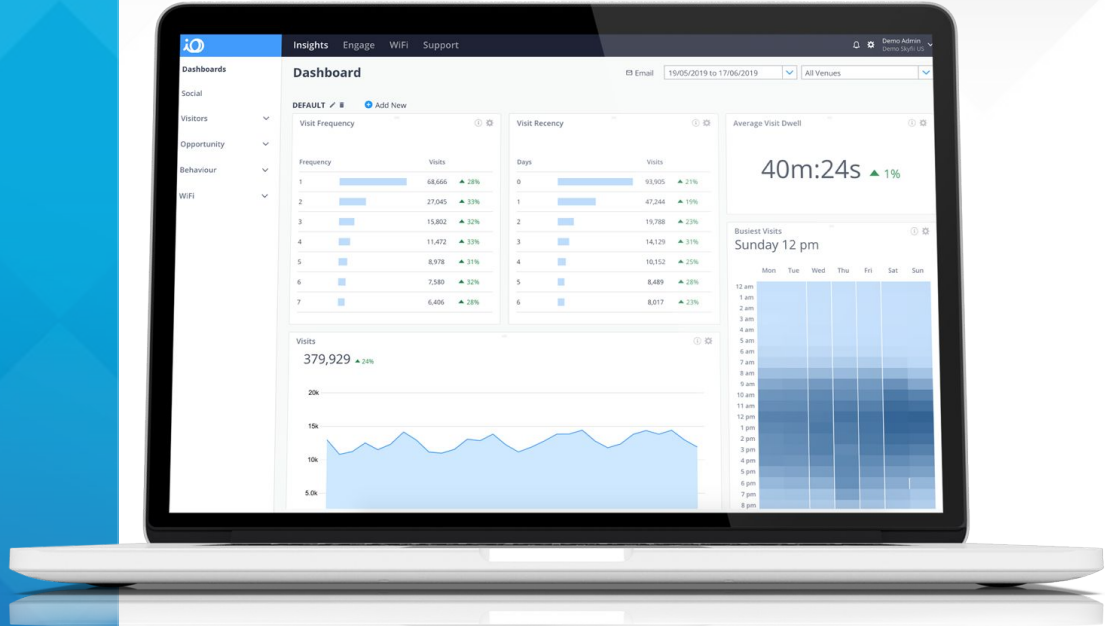 iO
Insights Engage WiFi Support
Demo Admin
Demo Skyfii US
Dashboards
Social
Visitors
Opportunity
Behaviour
WiFi
Dashboard
Email 19/05/2019 to 17/06/2019 All Venues
DEFAULT Add New
Visit Frequency
Frequency Visits
1 68,666 28%
2 27,045 33%
3 15,802 32%
4 11,472 33%
5 8,978 31%
6 7,580 32%
7 6,406 28%
Visit Recency
Days Visits
0 93,905 21%
1 47,244 19%
2 19,788 23%
3 14,129 31%
4 10,152 25%
5 8,489 28%
6 8,017 23%
Average Visit Dwell
40m:24s 1%
Busiest Visits
Sunday 12 pm
Mon Tue Wed Thu Fri Sat Sun
12 am
1 am
2 am
3 am
4 am
5 am
6 am
7 am
8 am
9 am
10 am
11 am
12 pm
1 pm
2 pm
3 pm
4 pm
5 pm
6 pm
7 pm
8 pm
Visits
379,929 24%
20k
15k
10k
5.0k